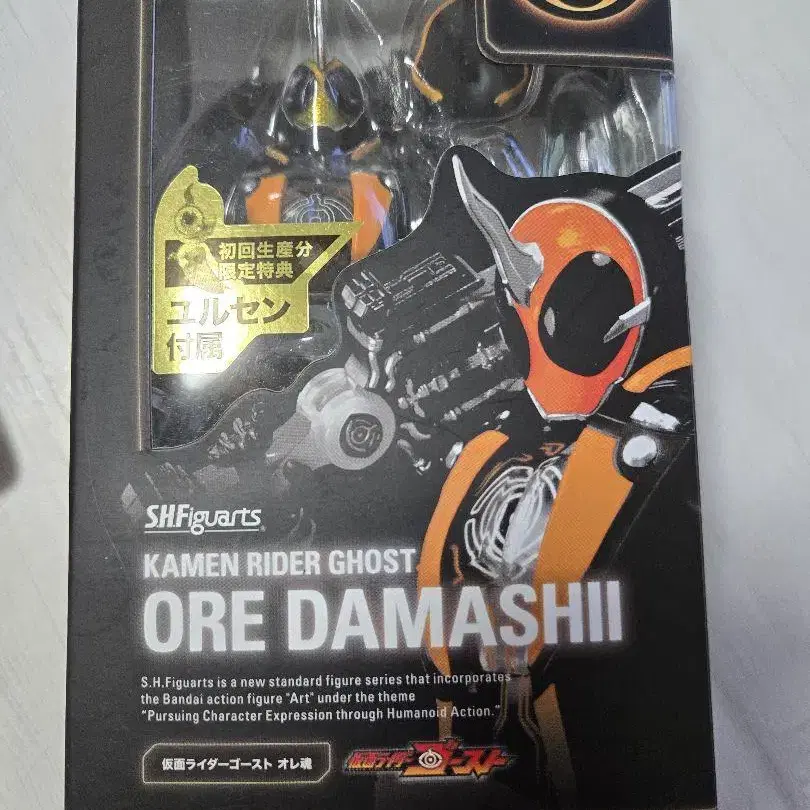 初回生産分
限定特典
ユルセン
付属
S.H.Figuarts
KAMEN RIDER GHOST
ORE DAMASHII
S.H.Figuarts is a new standard figure series that incorporates
the Bandai action figure "Art" under the theme
"Pursuing Character Expression through Humanoid Action."
仮面ライダーゴースト オレ魂
仮面ライダーゴースト